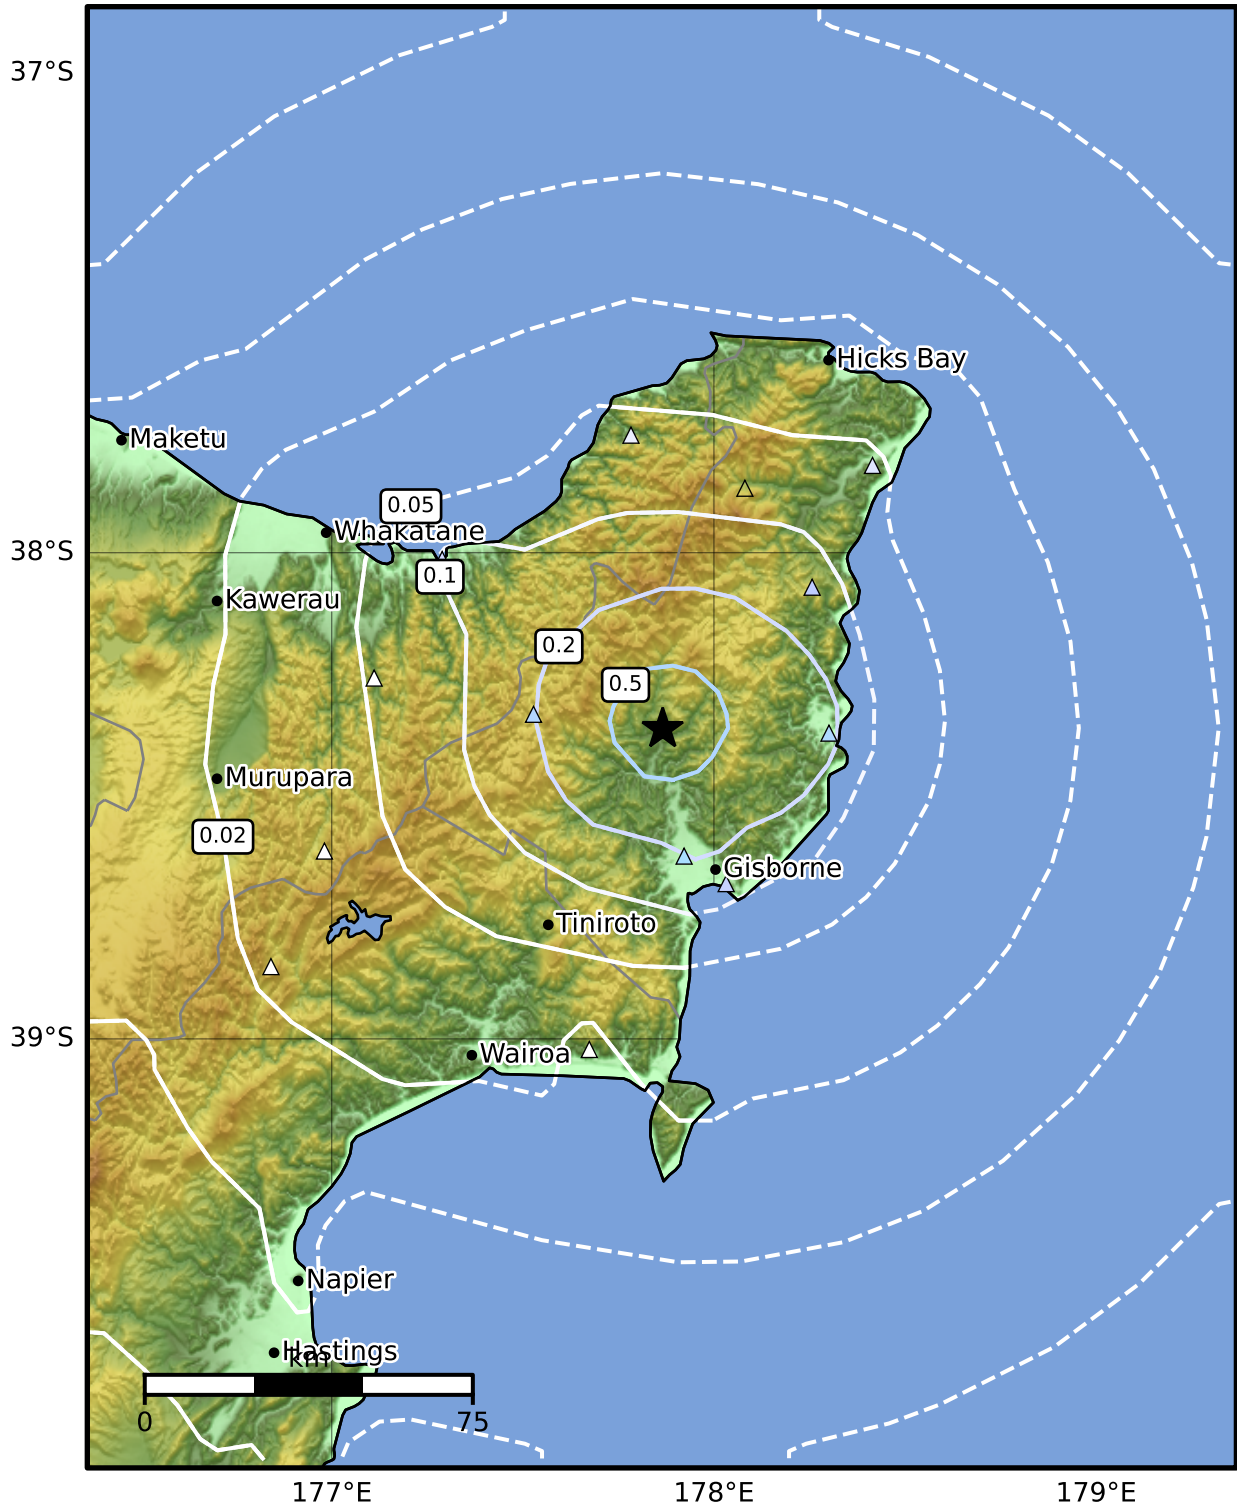 37°S
Hicks Bay
Maketu
0.05
Whakatane
38°S
0.1
Kawerau
0.2
0.5
Murupara
0.02
Gisborne
Tiniroto
39°S
Wairoa
Napier
Hastings
km
0 75
177°E 178°E 179°E